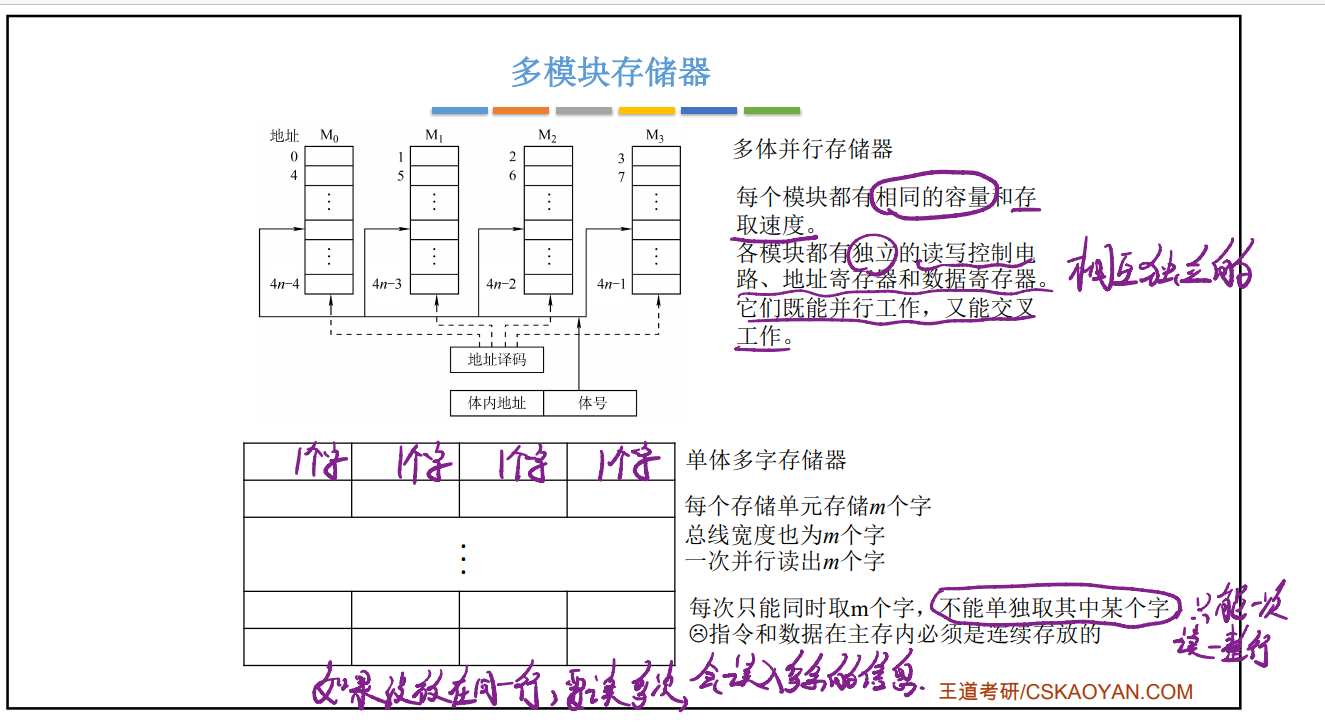 多模块存储器
地址 M0 M1 M2 M3
0 1 2 3
4 5 6 7
4n−4 4n−3 4n−2 4n−1
地址译码
体内地址 体号
多体并行存储器
每个模块都有相同的容量和存
取速度。
各模块都有独立的读写控制电
路、地址寄存器和数据寄存器。
它们既能并行工作，又能交叉
工作。
相互独立的
1个字 1个字 1个字 1个字
单体多字存储器
每个存储单元存储m个字
总线宽度也为m个字
一次并行读出m个字
每次只能同时取m个字，不能单独取其中某个字
☹指令和数据在主存内必须是连续存放的
只能一次
读一整行
如果没放在同一行，要读多次，会读入多余的信息.
王道考研/CSKAOYAN.COM